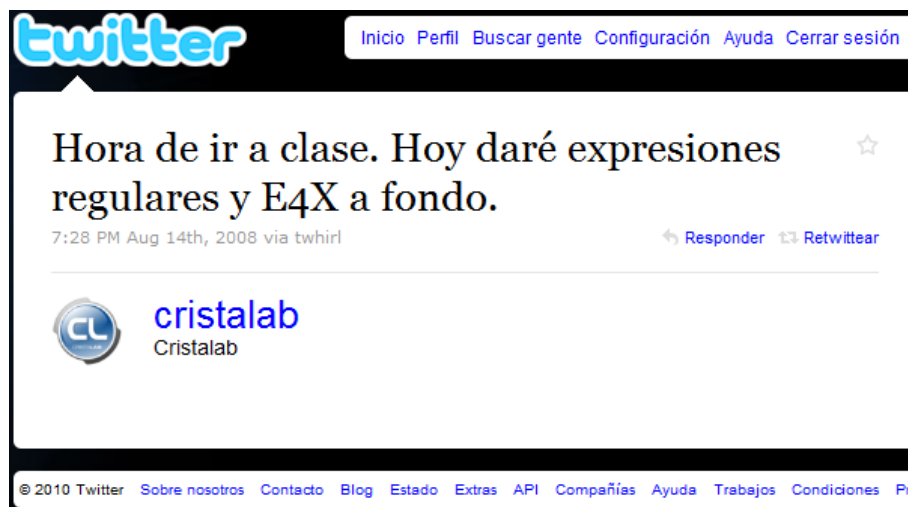 twitter
Inicio Perfil Buscar gente Configuración Ayuda Cerrar sesión
Hora de ir a clase. Hoy daré expresiones
regulares y E4X a fondo.
7:28 PM Aug 14th, 2008 via twhirl Responder Retwittear
CL
cristalab
Cristalab
© 2010 Twitter Sobre nosotros Contacto Blog Estado Extras API Compañías Ayuda Trabajos Condiciones